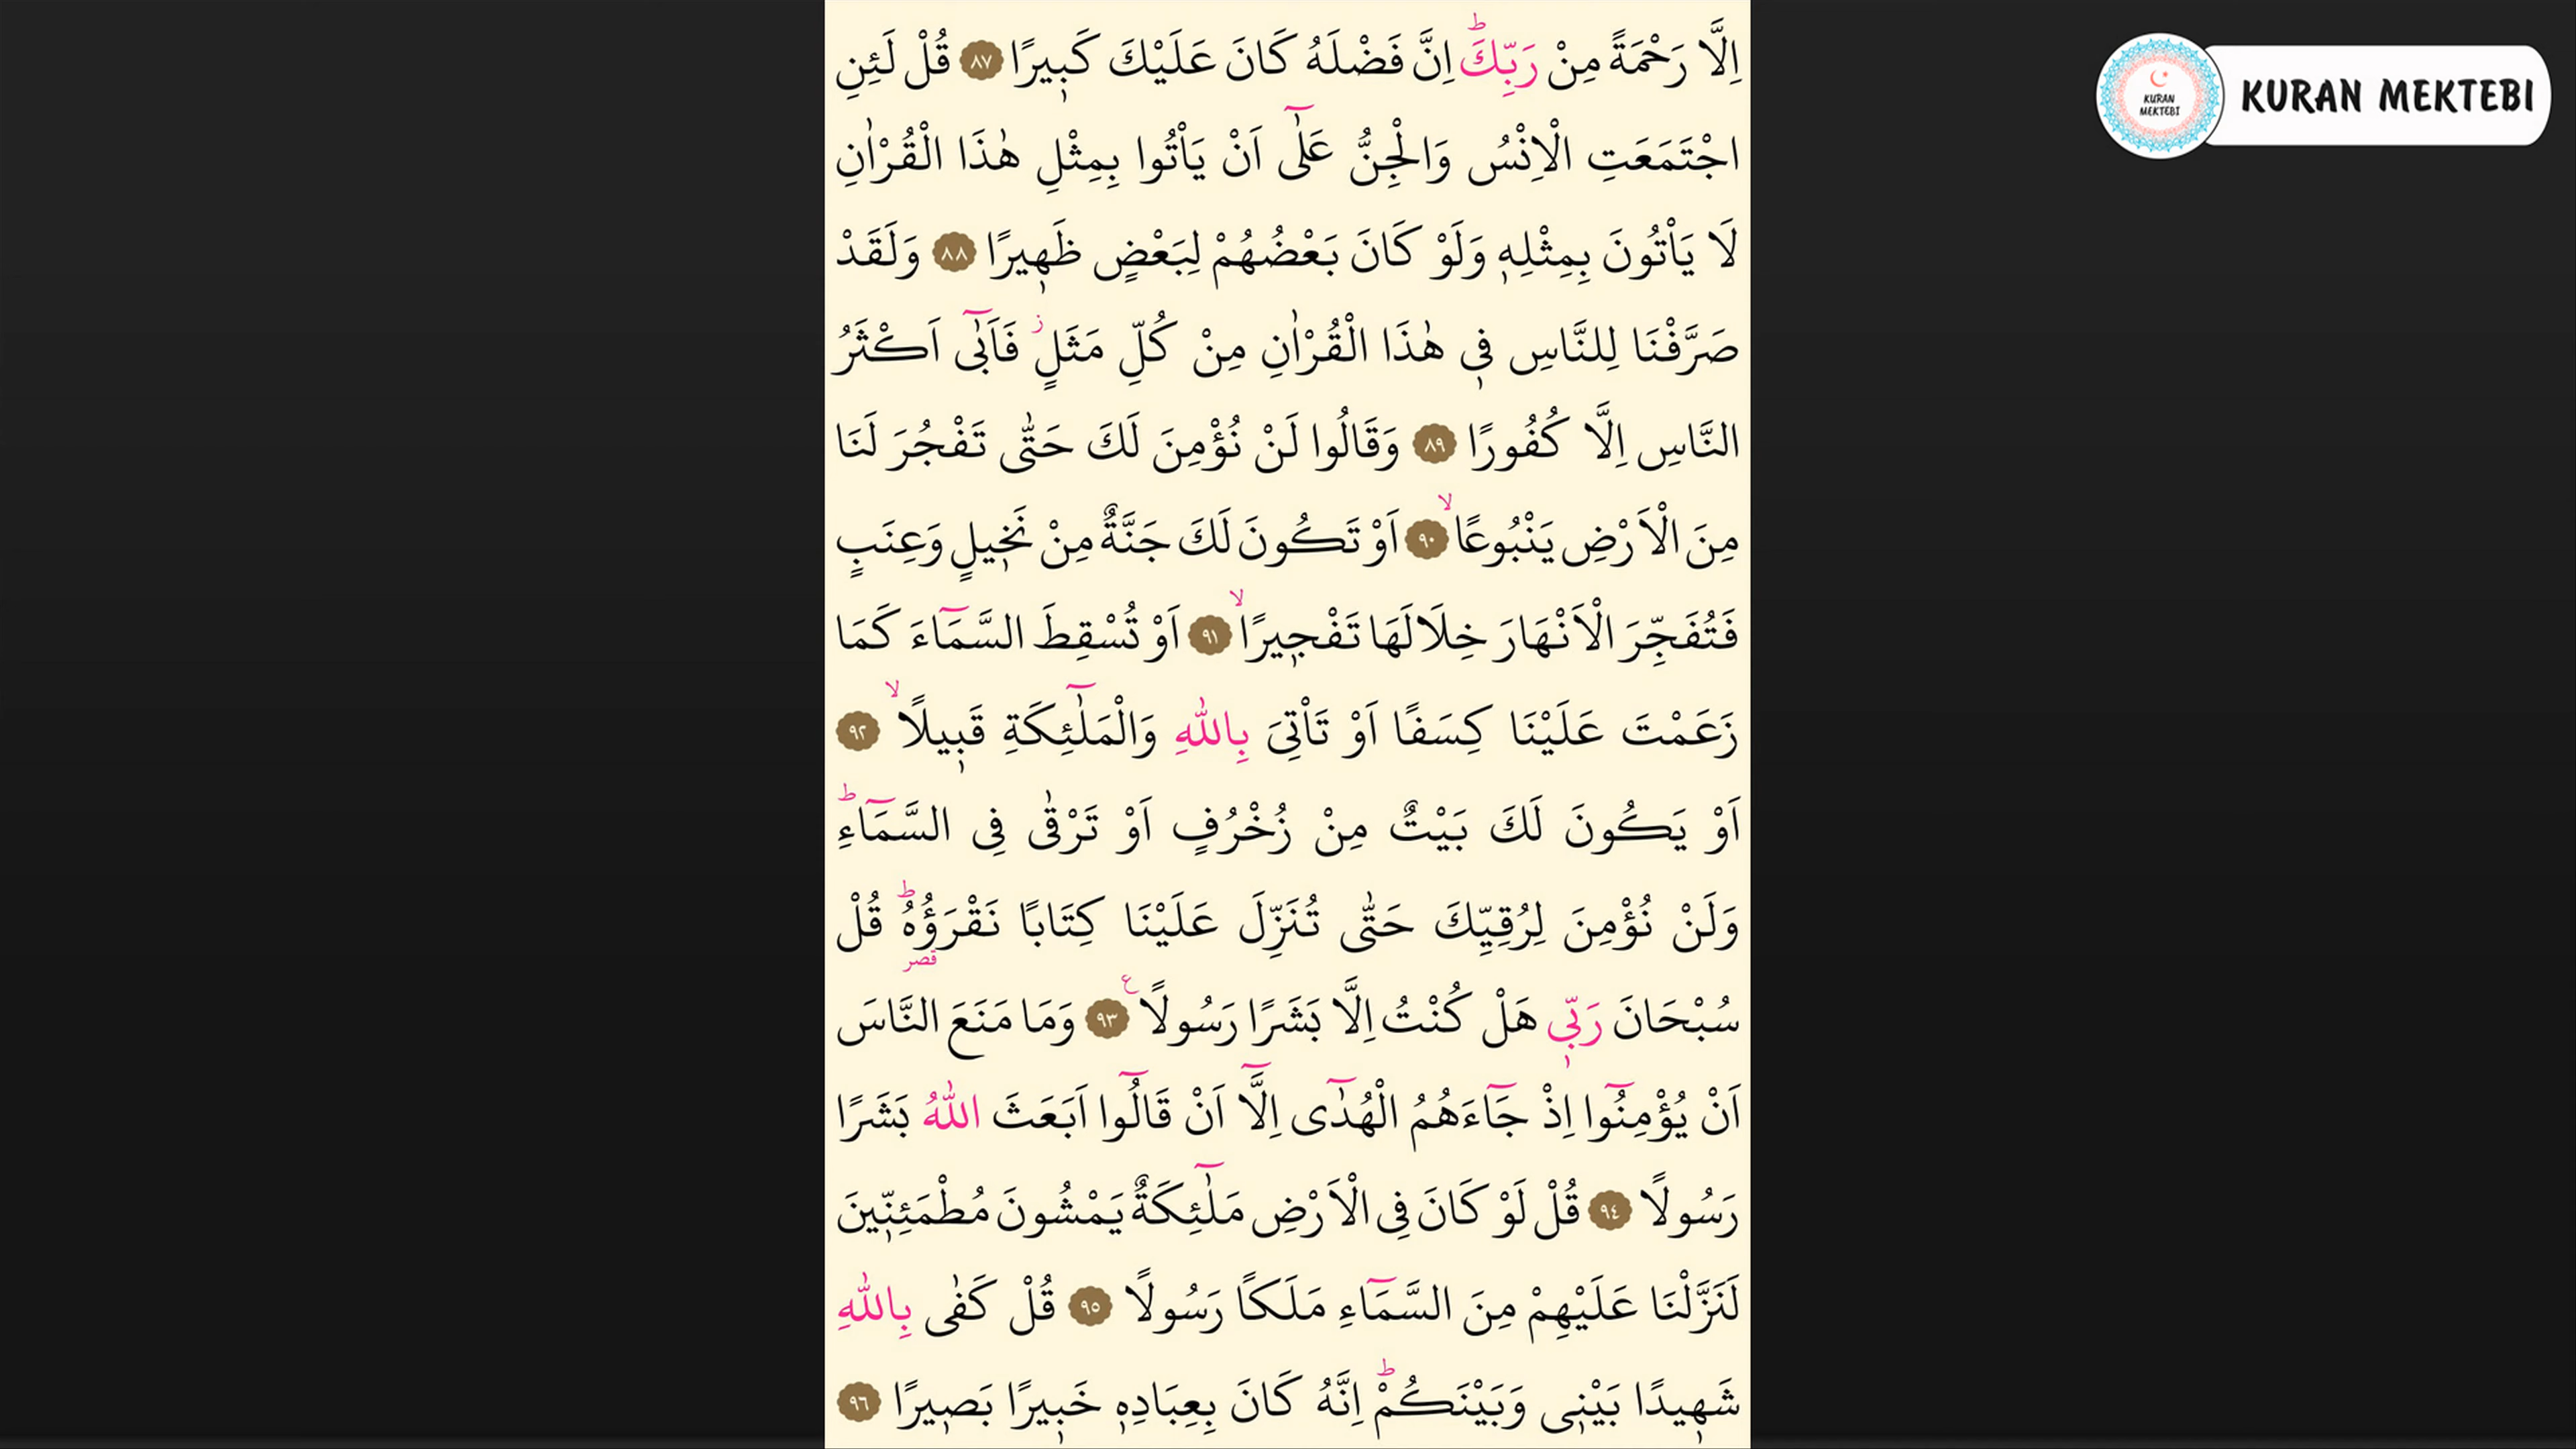 اِلَّا رَحْمَةً مِنْ رَبِّكَۜ اِنَّ فَضْلَهُ كَانَ عَلَيْكَ كَب۪يرًا ﴿٨٧﴾ قُلْ لَئِنِ
اجْتَمَعَتِ الْاِنْسُ وَالْجِنُّ عَلٰٓى اَنْ يَأْتُوا بِمِثْلِ هٰذَا الْقُرْاٰنِ
لَا يَأْتُونَ بِمِثْلِه۪ وَلَوْ كَانَ بَعْضُهُمْ لِبَعْضٍ ظَه۪يرًا ﴿٨٨﴾ وَلَقَدْ
صَرَّفْنَا لِلنَّاسِ ف۪ي هٰذَا الْقُرْاٰنِ مِنْ كُلِّ مَثَلٍۘ فَاَبٰٓى اَكْثَرُ
النَّاسِ اِلَّا كُفُورًا ﴿٨٩﴾ وَقَالُوا لَنْ نُؤْمِنَ لَكَ حَتّٰى تَفْجُرَ لَنَا
مِنَ الْاَرْضِ يَنْبُوعًاۙ ﴿٩٠﴾ اَوْ تَكُونَ لَكَ جَنَّةٌ مِنْ نَخ۪يلٍ وَعِنَبٍ
فَتُفَجِّرَ الْاَنْهَارَ خِلَالَهَا تَفْج۪يرًاۙ ﴿٩١﴾ اَوْ تُسْقِطَ السَّمَٓاءَ كَمَا
زَعَمْتَ عَلَيْنَا كِسَفًا اَوْ تَأْتِيَ بِاللّٰهِ وَالْمَلٰٓئِكَةِ قَب۪يلًاۙ ﴿٩٢﴾
اَوْ يَكُونَ لَكَ بَيْتٌ مِنْ زُخْرُفٍ اَوْ تَرْقٰى فِي السَّمَٓاءِۜ
وَلَنْ نُؤْمِنَ لِرُقِيِّكَ حَتّٰى تُنَزِّلَ عَلَيْنَا كِتَابًا نَقْرَؤُ۬هُۜ قُلْ
قصر
سُبْحَانَ رَبّ۪ي هَلْ كُنْتُ اِلَّا بَشَرًا رَسُولًا۟ ﴿٩٣﴾ وَمَا مَنَعَ النَّاسَ
اَنْ يُؤْمِنُٓوا اِذْ جَٓاءَهُمُ الْهُدٰٓى اِلَّٓا اَنْ قَالُٓوا اَبَعَثَ اللّٰهُ بَشَرًا
رَسُولًا ﴿٩٤﴾ قُلْ لَوْ كَانَ فِي الْاَرْضِ مَلٰٓئِكَةٌ يَمْشُونَ مُطْمَئِنّ۪ينَ
لَنَزَّلْنَا عَلَيْهِمْ مِنَ السَّمَٓاءِ مَلَكًا رَسُولًا ﴿٩٥﴾ قُلْ كَفٰى بِاللّٰهِ
شَه۪يدًا بَيْن۪ي وَبَيْنَكُمْۜ اِنَّهُ كَانَ بِعِبَادِه۪ خَب۪يرًا بَص۪يرًا ﴿٩٦﴾
KURAN MEKTEBI
KURAN MEKTEBI